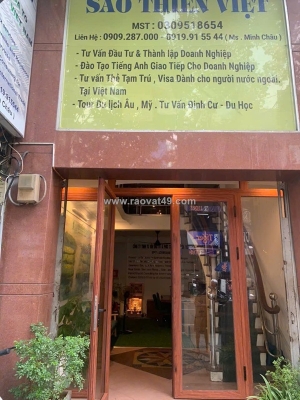 SAO THIÊN VIỆT
MST : 0309518654
Liên Hệ : 0909.287.000 - 0919.91 55 44 ( Ms . Minh Châu )
- Tư Vấn Đầu Tư & Thành lập Doanh Nghiệp
- Đào Tạo Tiếng Anh Giao Tiếp Cho Doanh Nghiệp
- Tư vấn Thẻ Tạm Trú , Visa Dành cho người nước ngoài
Tại Việt Nam
- Tour Du lịch Âu , Mỹ . Tư Vấn Định Cư - Du Học
www.raovat49.com